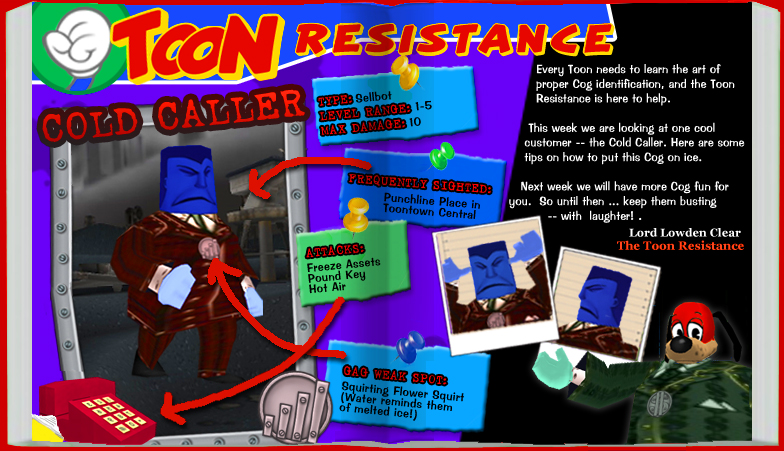 TOON RESISTANCE
COLD CALLER
TYPE: Sellbot
LEVEL RANGE: 1-5
MAX DAMAGE: 10
FREQUENTLY SIGHTED:
Punchline Place in
Toontown Central
ATTACKS:
Freeze Assets
Pound Key
Hot Air
GAG WEAK SPOT:
Squirting Flower Squirt
(Water reminds them
of melted ice!)
Every Toon needs to learn the art of
proper Cog identification, and the Toon
Resistance is here to help.
This week we are looking at one cool
customer -- the Cold Caller. Here are some
tips on how to put this Cog on ice.
Next week we will have more Cog fun for
you. So until then ... keep them busting
-- with laughter! .
Lord Lowden Clear
The Toon Resistance